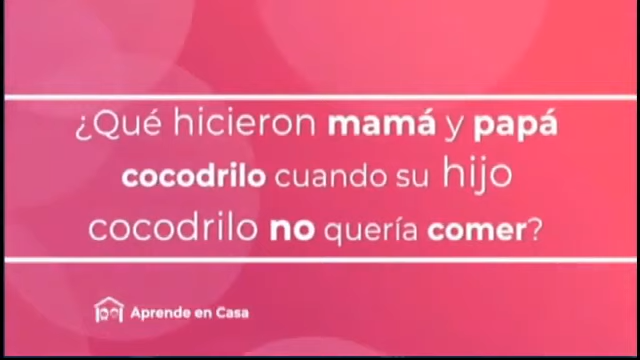 ¿Qué hicieron mamá y papá
cocodrilo cuando su hijo
cocodrilo no quería comer?
Aprende en Casa